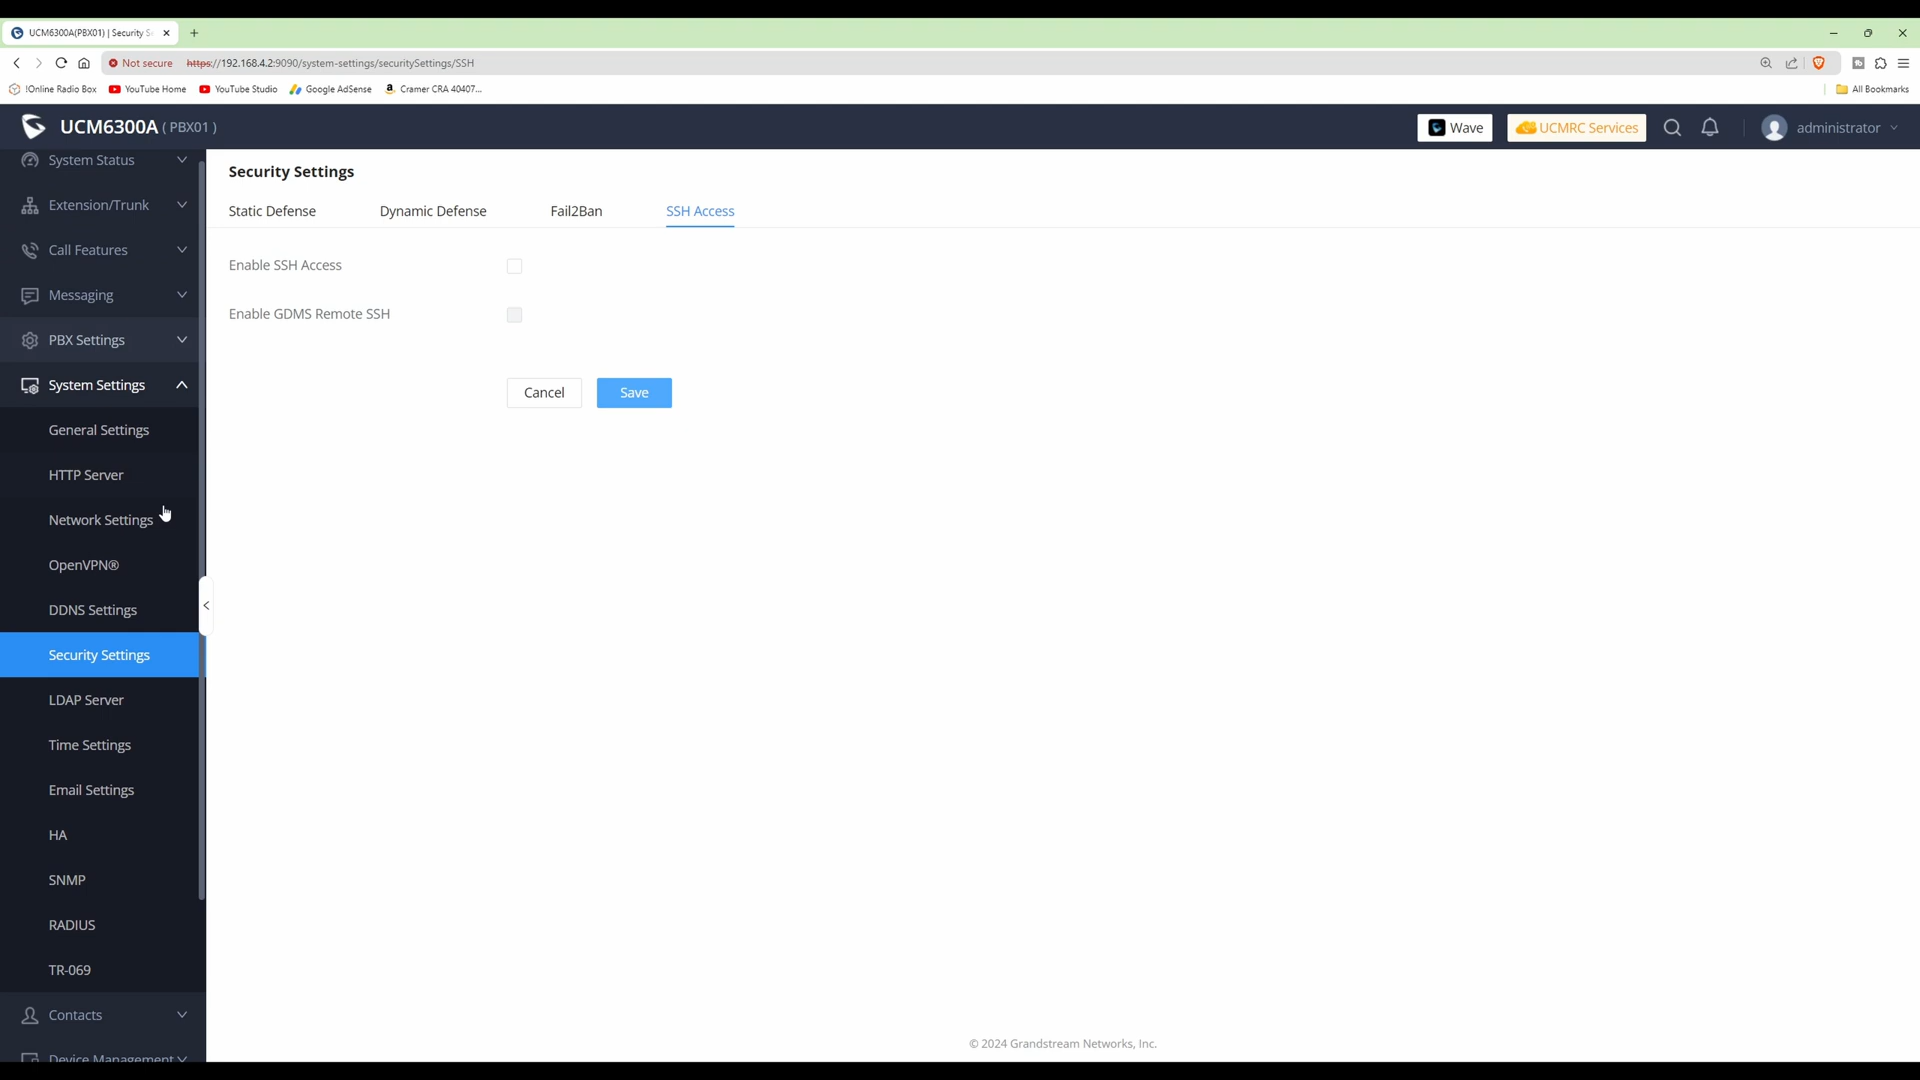 UCM6300A(PBX01) | Security S
Not secure https://192.168.4.2:9090/system-settings/securitySettings/SSH
!Online Radio Box YouTube Home YouTube Studio Google AdSense Cramer CRA 40407... All Bookmarks
UCM6300A ( PBX01 ) Wave UCMRC Services administrator
System Status
Extension/Trunk
Call Features
Messaging
PBX Settings
System Settings
General Settings
HTTP Server
Network Settings
OpenVPN®
DDNS Settings
Security Settings
LDAP Server
Time Settings
Email Settings
HA
SNMP
RADIUS
TR-069
Contacts
Device Management
Security Settings
Static Defense Dynamic Defense Fail2Ban SSH Access
Enable SSH Access
Enable GDMS Remote SSH
Cancel Save
© 2024 Grandstream Networks, Inc.